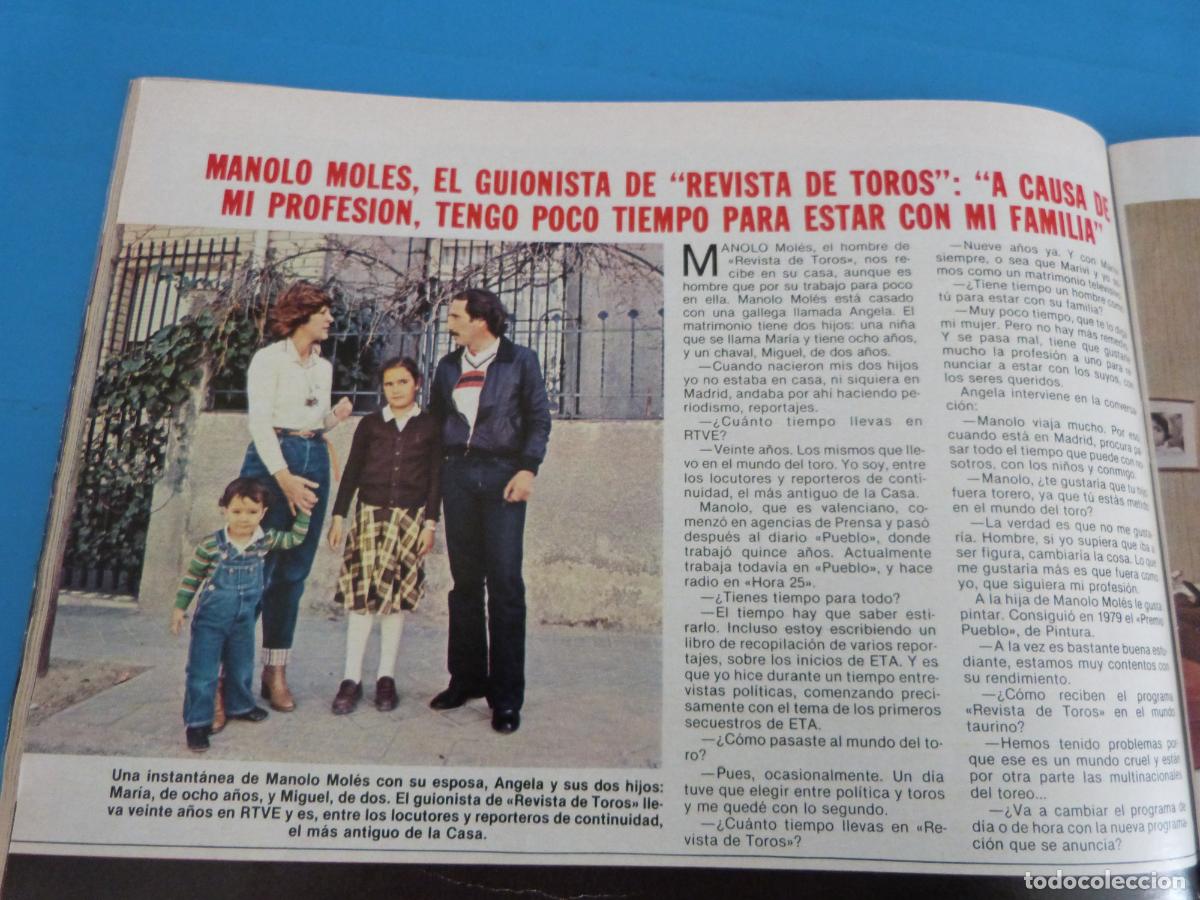 MANOLO MOLES, EL GUIONISTA DE "REVISTA DE TOROS": "A CAUSA DE
MI PROFESION, TENGO POCO TIEMPO PARA ESTAR CON MI FAMILIA"
MANOLO Molés, el hombre de
«Revista de Toros», nos re-
cibe en su casa, aunque es
hombre que por su trabajo para poco
en ella. Manolo Molés está casado
con una gallega llamada Angela. El
matrimonio tiene dos hijos: una niña
que se llama María y tiene ocho años,
y un chaval, Miguel, de dos años.
—Cuando nacieron mis dos hijos
yo no estaba en casa, ni siquiera en
Madrid, andaba por ahí haciendo pe-
riodismo, reportajes.
—¿Cuánto tiempo llevas en
RTVE?
—Veinte años. Los mismos que lle-
vo en el mundo del toro. Yo soy, entre
los locutores y reporteros de conti-
nuidad, el más antiguo de la Casa.
Manolo, que es valenciano, co-
menzó en agencias de Prensa y pasó
después al diario «Pueblo», donde
trabajó quince años. Actualmente
trabaja todavía en «Pueblo», y hace
radio en «Hora 25».
—¿Tienes tiempo para todo?
—El tiempo hay que saber esti-
rarlo. Incluso estoy escribiendo un
libro de recopilación de varios repor-
tajes, sobre los inicios de ETA. Y es
que yo hice durante un tiempo entre-
vistas políticas, comenzando preci-
samente con el tema de los primeros
secuestros de ETA.
—¿Cómo pasaste al mundo del to-
ro?
—Pues, ocasionalmente. Un día
tuve que elegir entre política y toros
y me quedé con lo segundo.
—¿Cuánto tiempo llevas en «Re-
vista de Toros»?
—Nueve años ya. Y con
siempre, o sea que Marivi y yo
mos como un matrimonio
—¿Tiene tiempo un hombre como
tú para estar con su familia?
—Muy poco tiempo, que te lo diga
mi mujer. Pero no hay más remedio.
Y se pasa mal, tiene que gustarle
mucho la profesión a uno para re-
nunciar a estar con los suyos, con
los seres queridos.
Angela interviene en la conversa-
ción:
—Manolo viaja mucho. Por eso
cuando está en Madrid, procura pa-
sar todo el tiempo que puede con no-
sotros, con los niños y conmigo.
—Manolo, ¿te gustaria que tu hijo
fuera torero, ya que tú estás metido
en el mundo del toro?
—La verdad es que no me gusta-
ría. Hombre, si yo supiera que iba a
ser figura, cambiaría la cosa. Lo que
me gustaria más es que fuera como
yo, que siguiera mi profesión.
A la hija de Manolo Molés le gusta
pintar. Consiguió en 1979 el «Premio
Pueblo», de Pintura.
—A la vez es bastante buena estu-
diante, estamos muy contentos con
su rendimiento.
—¿Cómo reciben el programa
«Revista de Toros» en el mundo
taurino?
—Hemos tenido problemas por-
que ese es un mundo cruel y están
por otra parte las multinacionales
del toreo...
—¿Va a cambiar el programa de
día o de hora con la nueva programa-
ción que se anuncia?
Una instantánea de Manolo Molés con su esposa, Angela y sus dos hijos:
María, de ocho años, y Miguel, de dos. El guionista de «Revista de Toros» lle-
va veinte años en RTVE y es, entre los locutores y reporteros de continuidad,
el más antiguo de la Casa.
todocoleccion